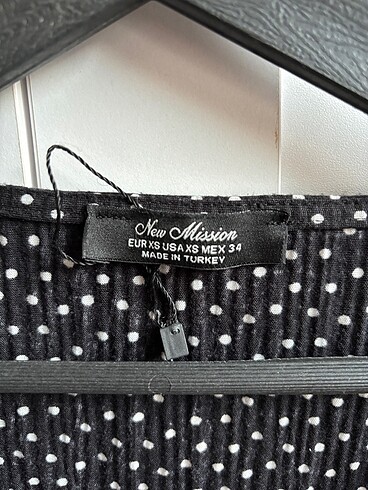 New Mission
EUR XS USA XS MEX 34
MADE IN TURKEY